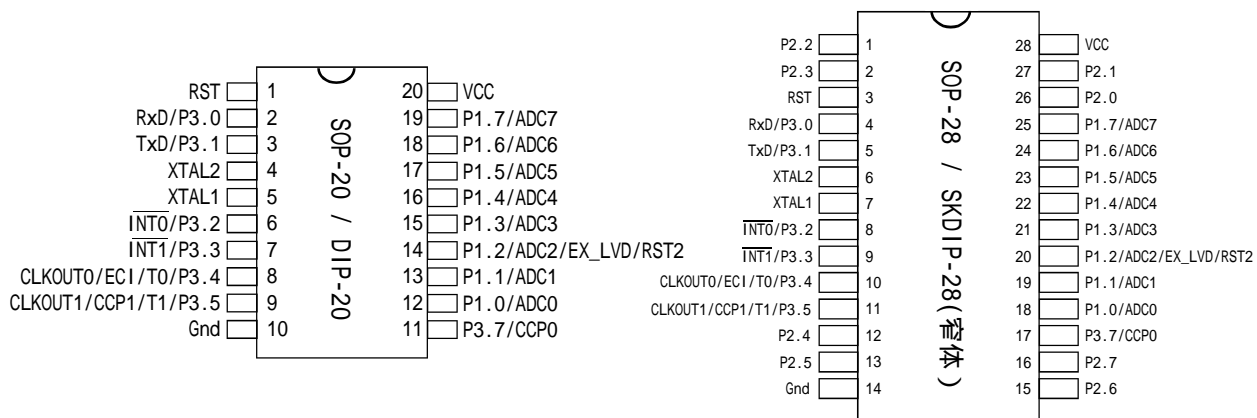 RST 1
RxD/P3.0 2
TxD/P3.1 3
XTAL2 4
XTAL1 5
INT0/P3.2 6
INT1/P3.3 7
CLKOUT0/ECI/T0/P3.4 8
CLKOUT1/CCP1/T1/P3.5 9
Gnd 10
SOP-20 / DIP-20
20 VCC
19 P1.7/ADC7
18 P1.6/ADC6
17 P1.5/ADC5
16 P1.4/ADC4
15 P1.3/ADC3
14 P1.2/ADC2/EX_LVD/RST2
13 P1.1/ADC1
12 P1.0/ADC0
11 P3.7/CCP0
P2.2 1
P2.3 2
RST 3
RxD/P3.0 4
TxD/P3.1 5
XTAL2 6
XTAL1 7
INT0/P3.2 8
INT1/P3.3 9
CLKOUT0/ECI/T0/P3.4 10
CLKOUT1/CCP1/T1/P3.5 11
P2.4 12
P2.5 13
Gnd 14
SOP-28 / SKDIP-28(窄体)
28 VCC
27 P2.1
26 P2.0
25 P1.7/ADC7
24 P1.6/ADC6
23 P1.5/ADC5
22 P1.4/ADC4
21 P1.3/ADC3
20 P1.2/ADC2/EX_LVD/RST2
19 P1.1/ADC1
18 P1.0/ADC0
17 P3.7/CCP0
16 P2.7
15 P2.6